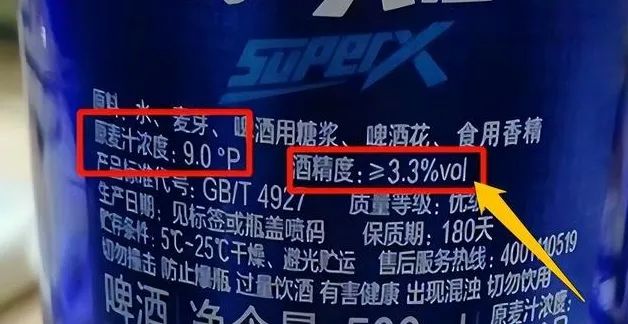 SuperX
原料：水、麦芽、啤酒用糖浆、啤酒花、食用香精
原麦汁浓度：9.0 °P 酒精度：≥3.3%vol
产品标准代号：GB/T 4927 质量等级：优级
生产日期：见标签或瓶盖喷码 保质期：180天
贮存条件：5℃-25℃干燥、避光贮运 售后服务热线：4001110519
切勿撞击 防止爆瓶 过量饮酒 有害健康 出现混浊 切勿饮用
啤酒 净含量
原麦汁浓度：